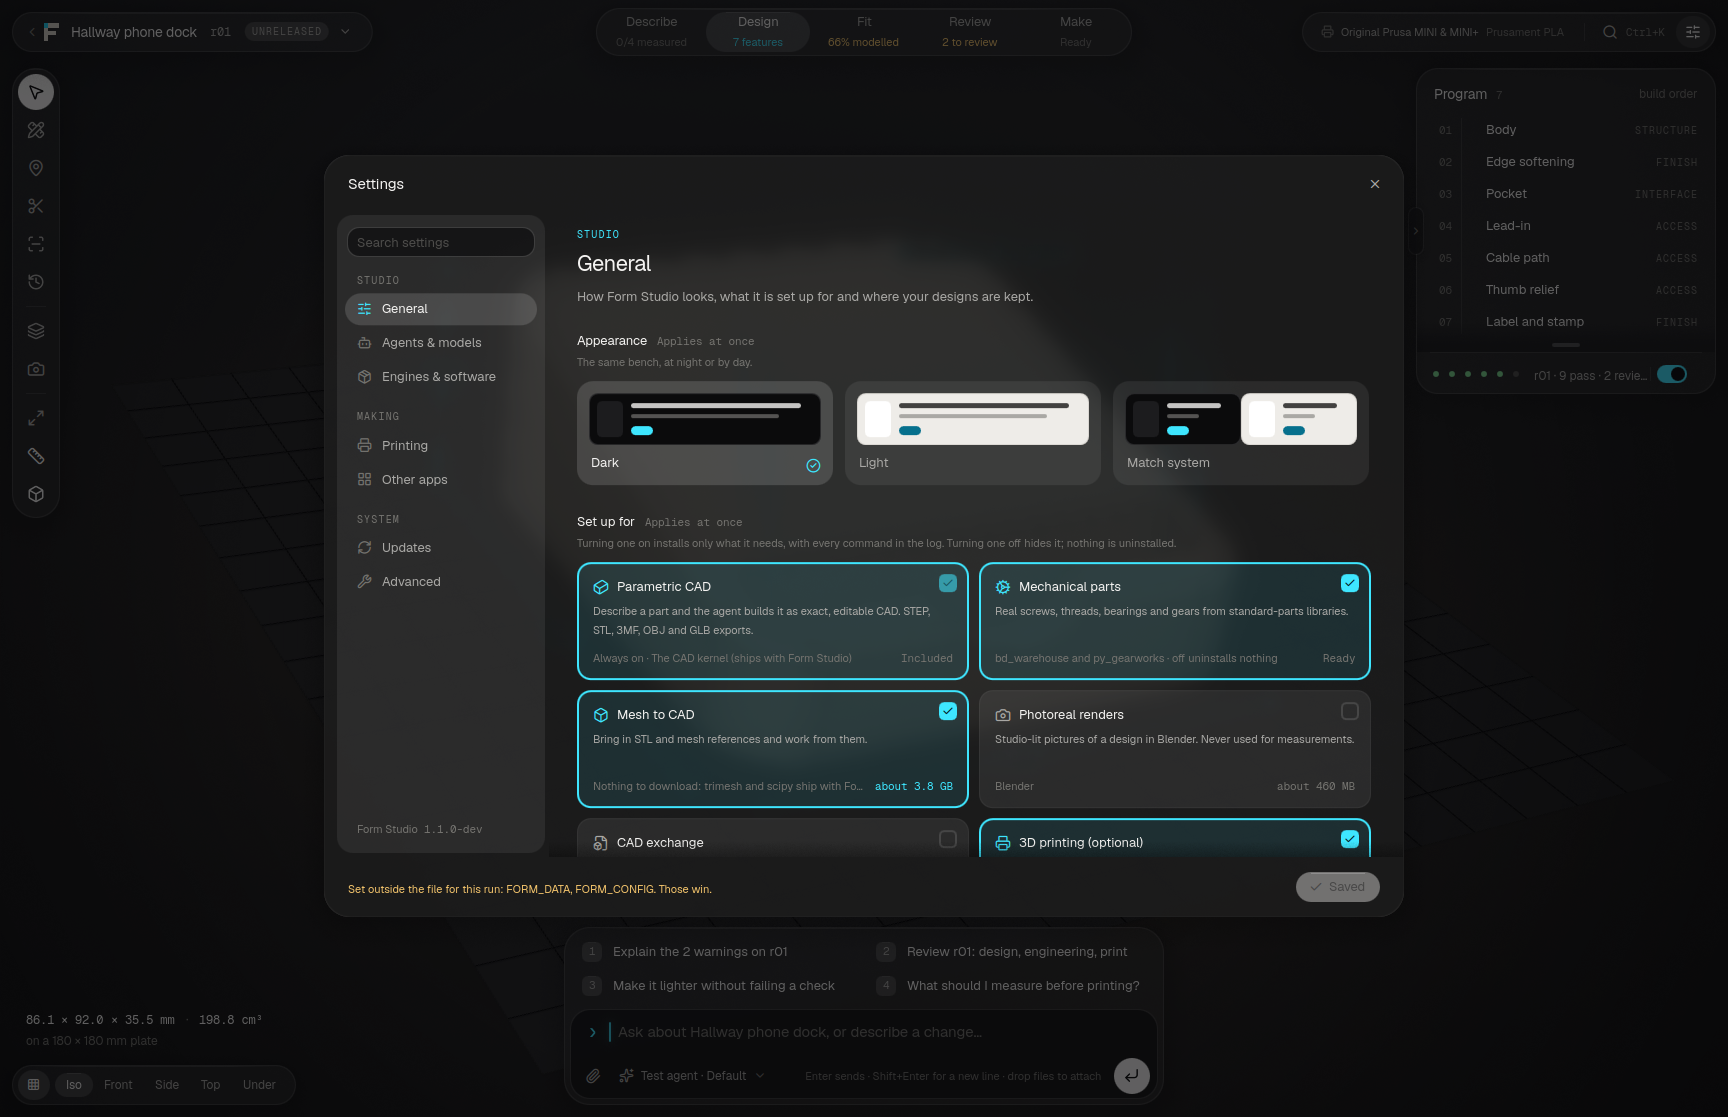 Hallway phone dock r01 UNRELEASED
Describe
0/4 measured
Design
7 features
Fit
66% modelled
Review
2 to review
Make
Ready
Original Prusa MINI & MINI+ Prusament PLA
Ctrl+K
Program 7 build order
01 Body STRUCTURE
02 Edge softening FINISH
03 Pocket INTERFACE
04 Lead-in ACCESS
05 Cable path ACCESS
06 Thumb relief ACCESS
07 Label and stamp FINISH
r01 · 9 pass · 2 revie...
Settings
Search settings
STUDIO
General
Agents & models
Engines & software
MAKING
Printing
Other apps
SYSTEM
Updates
Advanced
Form Studio 1.1.0-dev
STUDIO
General
How Form Studio looks, what it is set up for and where your designs are kept.
Appearance Applies at once
The same bench, at night or by day.
Dark
Light
Match system
Set up for Applies at once
Turning one on installs only what it needs, with every command in the log. Turning one off hides it; nothing is uninstalled.
Parametric CAD
Describe a part and the agent builds it as exact, editable CAD. STEP,
STL, 3MF, OBJ and GLB exports.
Always on · The CAD kernel (ships with Form Studio) Included
Mechanical parts
Real screws, threads, bearings and gears from standard-parts libraries.
bd_warehouse and py_gearworks · off uninstalls nothing Ready
Mesh to CAD
Bring in STL and mesh references and work from them.
Nothing to download: trimesh and scipy ship with Fo... about 3.8 GB
Photoreal renders
Studio-lit pictures of a design in Blender. Never used for measurements.
Blender about 460 MB
CAD exchange
3D printing (optional)
Set outside the file for this run: FORM_DATA, FORM_CONFIG. Those win.
Saved
1 Explain the 2 warnings on r01
2 Review r01: design, engineering, print
3 Make it lighter without failing a check
4 What should I measure before printing?
Ask about Hallway phone dock, or describe a change...
Test agent · Default
Enter sends · Shift+Enter for a new line · drop files to attach
86.1 × 92.0 × 35.5 mm · 198.8 cm³
on a 180 × 180 mm plate
Iso Front Side Top Under